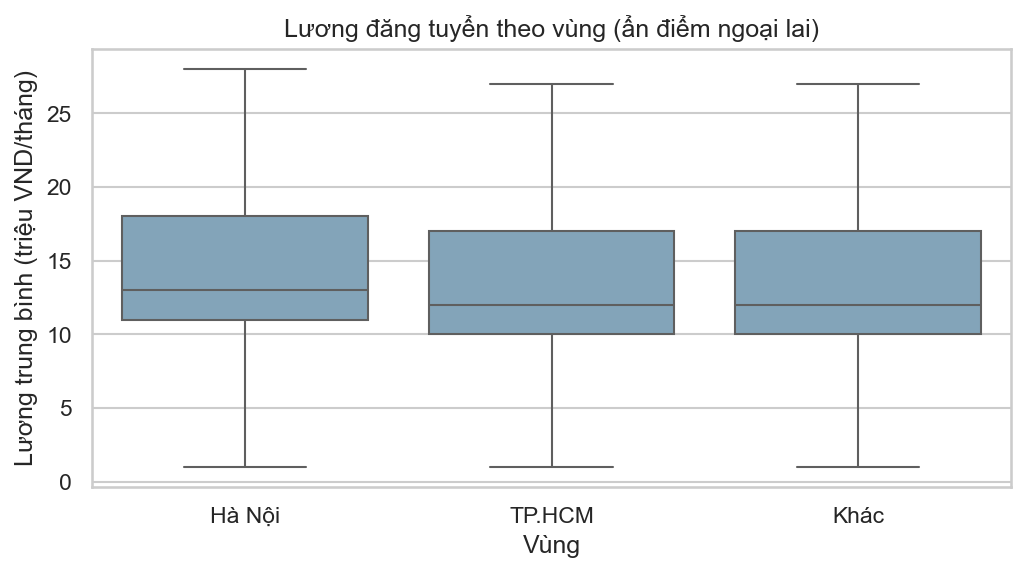 Lương đăng tuyển theo vùng (ẩn điểm ngoại lai)
Lương trung bình (triệu VND/tháng)
25
20
15
10
5
0
Hà Nội
TP.HCM
Khác
Vùng